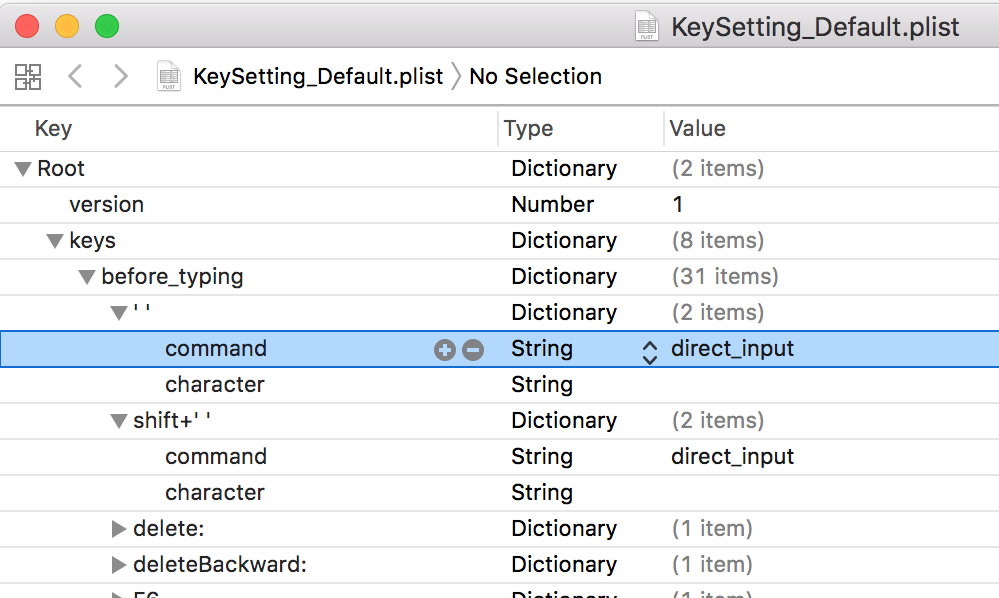 KeySetting_Default.plist
KeySetting_Default.plist No Selection
Key Type Value
Root Dictionary (2 items)
version Number 1
keys Dictionary (8 items)
before_typing Dictionary (31 items)
' ' Dictionary (2 items)
command String direct_input
character String
shift+' ' Dictionary (2 items)
command String direct_input
character String
delete: Dictionary (1 item)
deleteBackward: Dictionary (1 item)
Dictionary (1 item)